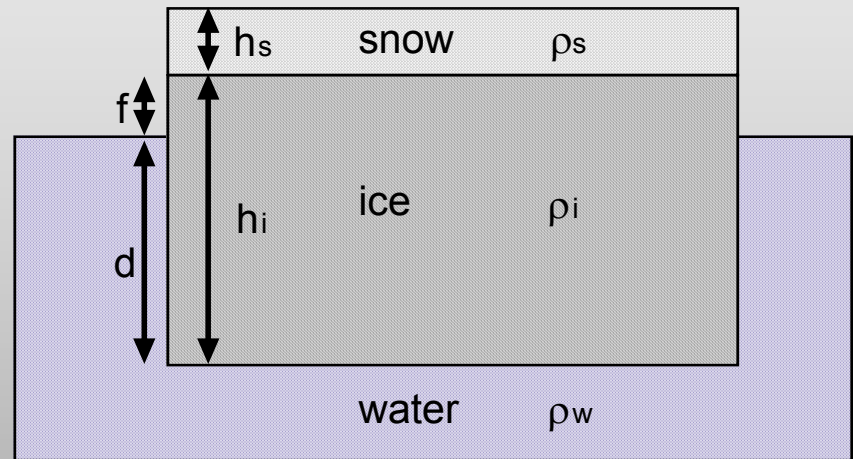 hs snow ρs
f
ice ρi
hi
d
water ρw